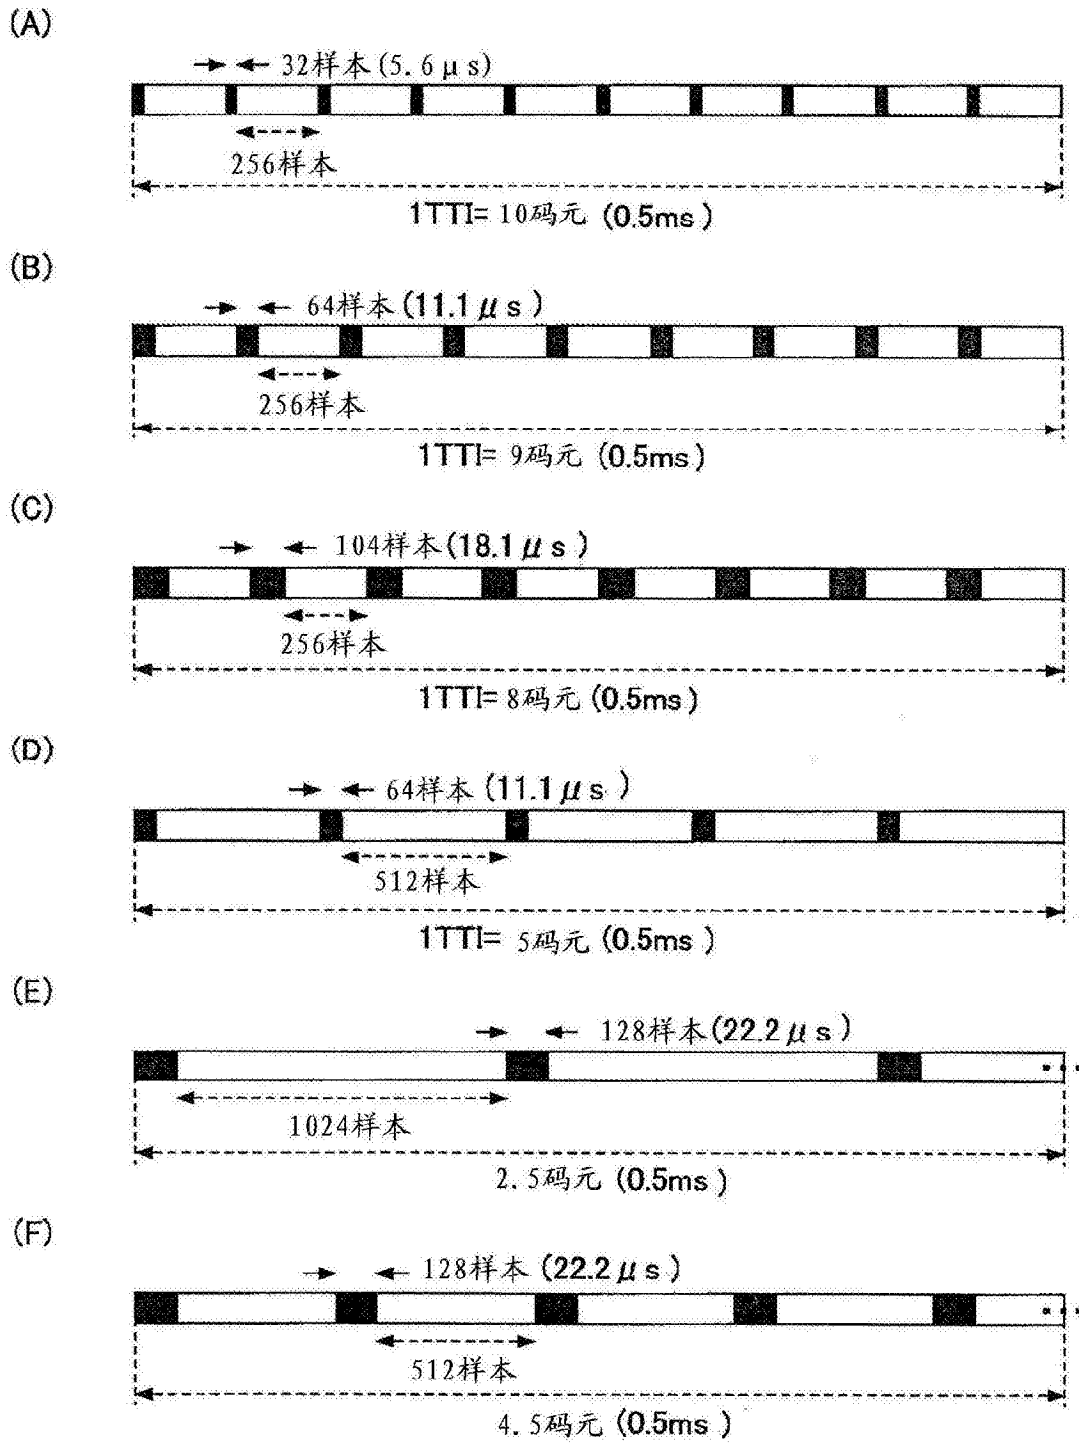 (A)
32样本(5.6μs)
256样本
1TTI= 10码元 (0.5ms)
(B)
64样本(11.1μs)
256样本
1TTI= 9码元 (0.5ms)
(C)
104样本(18.1μs)
256样本
1TTI= 8码元 (0.5ms)
(D)
64样本(11.1μs)
512样本
1TTI= 5码元 (0.5ms)
(E)
128样本(22.2μs)
1024样本
2.5码元 (0.5ms)
(F)
128样本(22.2μs)
512样本
4.5码元 (0.5ms)